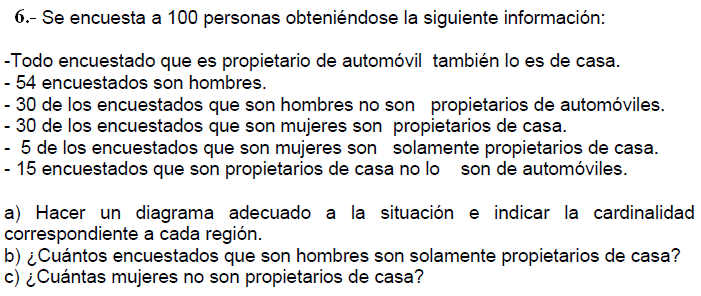 6.- Se encuesta a 100 personas obteniéndose la siguiente información:
-Todo encuestado que es propietario de automóvil también lo es de casa.
- 54 encuestados son hombres.
- 30 de los encuestados que son hombres no son propietarios de automóviles.
- 30 de los encuestados que son mujeres son propietarios de casa.
- 5 de los encuestados que son mujeres son solamente propietarios de casa.
- 15 encuestados que son propietarios de casa no lo son de automóviles.
a) Hacer un diagrama adecuado a la situación e indicar la cardinalidad
correspondiente a cada región.
b) ¿Cuántos encuestados que son hombres son solamente propietarios de casa?
c) ¿Cuántas mujeres no son propietarios de casa?